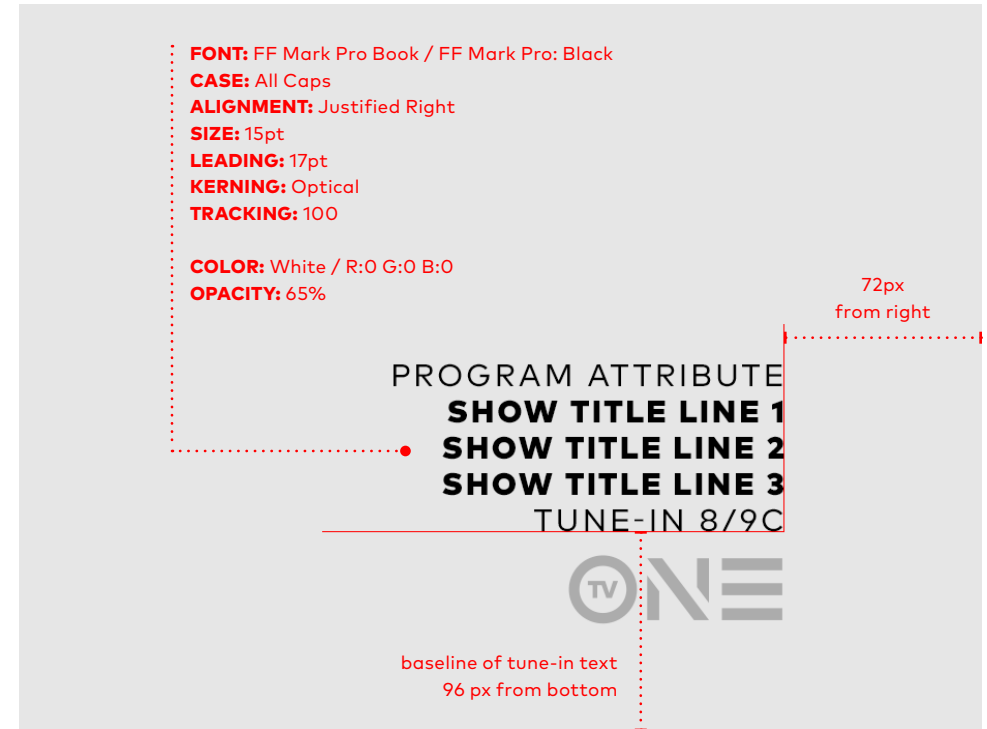 FONT: FF Mark Pro Book / FF Mark Pro: Black
CASE: All Caps
ALIGNMENT: Justified Right
SIZE: 15pt
LEADING: 17pt
KERNING: Optical
TRACKING: 100
COLOR: White / R:0 G:0 B:0
OPACITY: 65%
72px
from right
PROGRAM ATTRIBUTE
SHOW TITLE LINE 1
SHOW TITLE LINE 2
SHOW TITLE LINE 3
TUNE-IN 8/9C
TV ONE
baseline of tune-in text
96 px from bottom